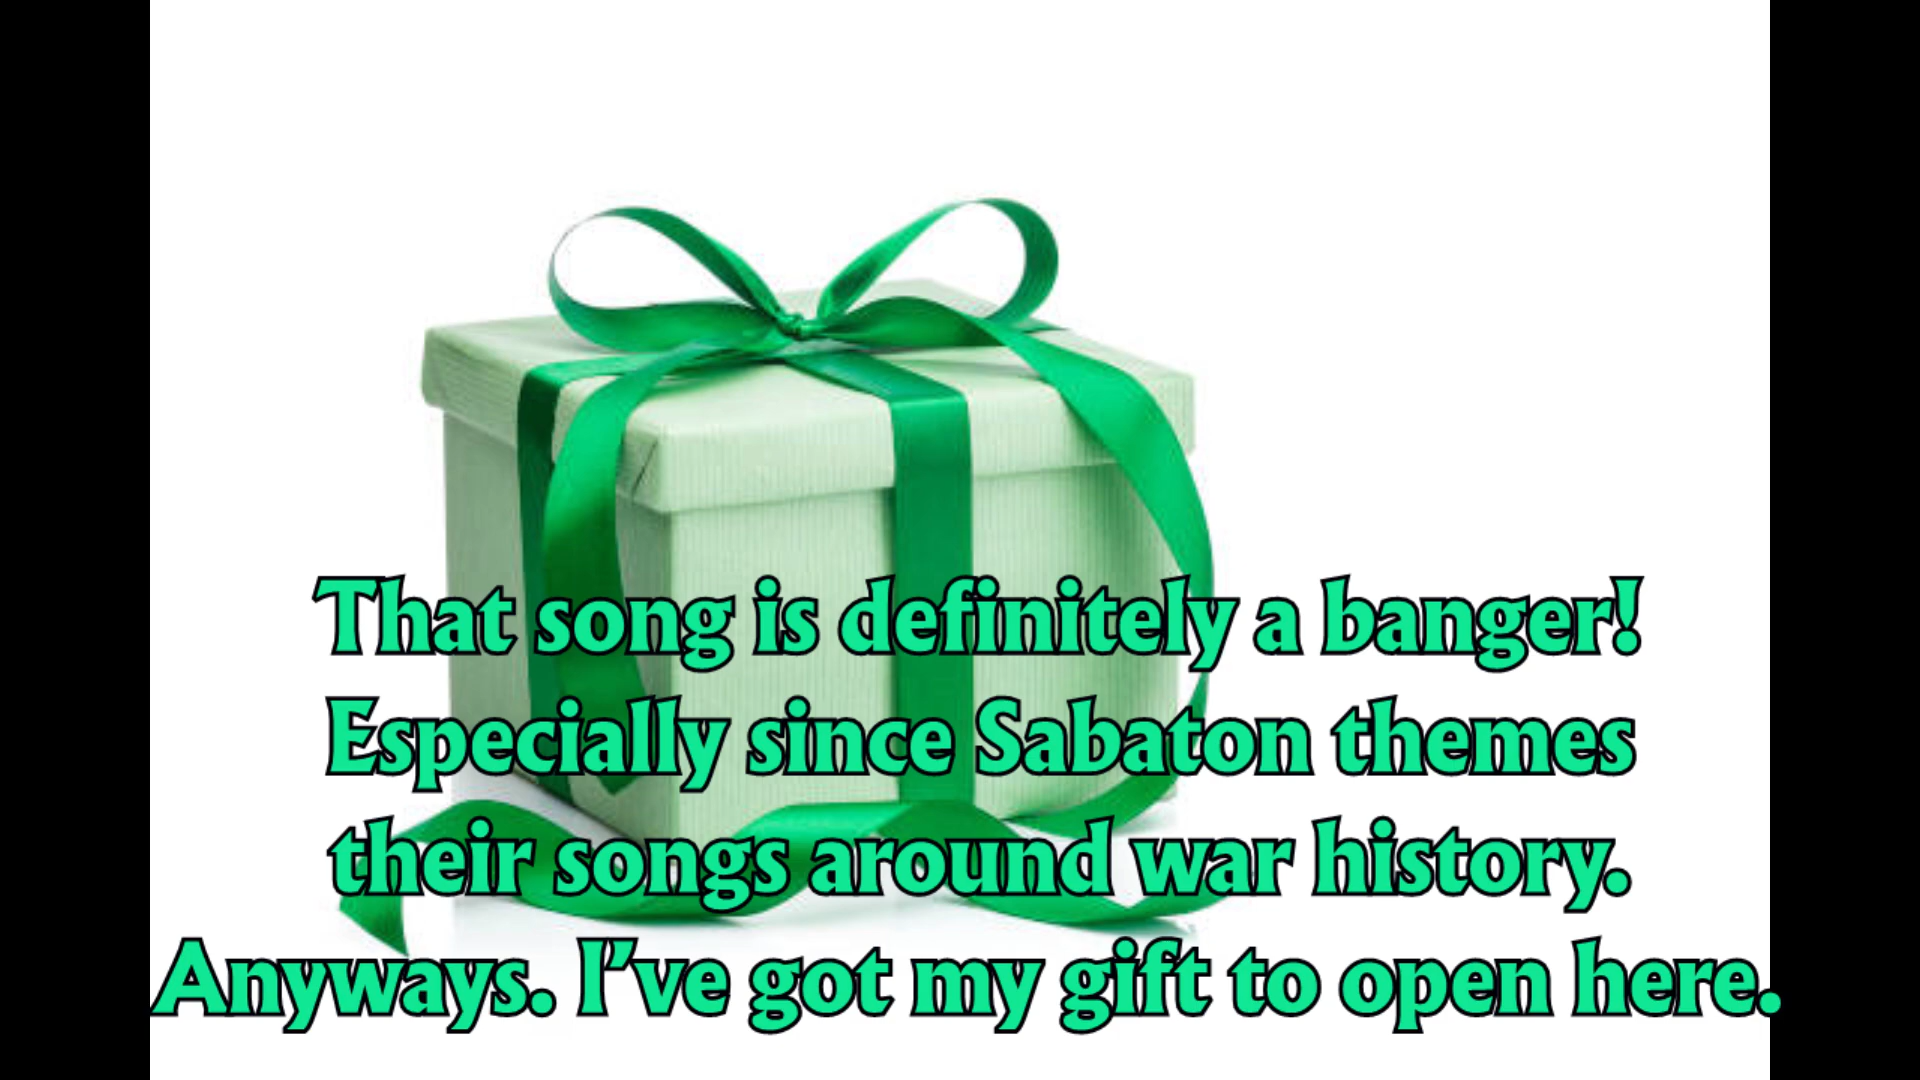 That song is definitely a banger!
Especially since Sabaton themes
their songs around war history.
Anyways. I’ve got my gift to open here.